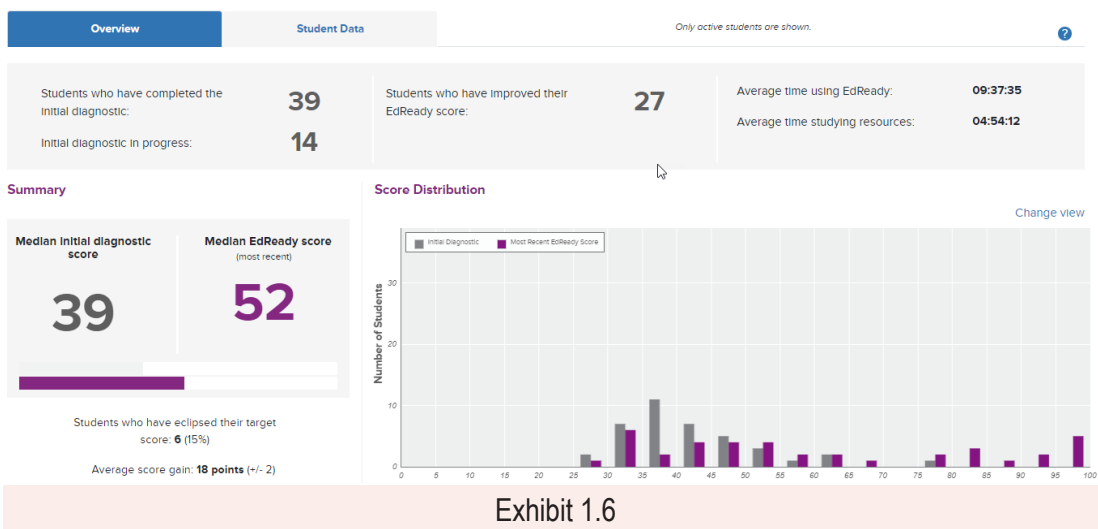 Overview
Student Data
Only active students are shown.
?
Students who have completed the
initial diagnostic:
39
Initial diagnostic in progress:
14
Students who have improved their
EdReady score:
27
Average time using EdReady:
09:37:35
Average time studying resources:
04:54:12
Summary
Median initial diagnostic
score
39
Median EdReady score
(most recent)
52
Students who have eclipsed their target
score: 6 (15%)
Average score gain: 18 points (+/- 2)
Score Distribution
Change view
Initial Diagnostic
Most Recent EdReady Score
Number of Students
30
20
10
0
0 5 10 15 20 25 30 35 40 45 50 55 60 65 70 75 80 85 90 95 100
Exhibit 1.6